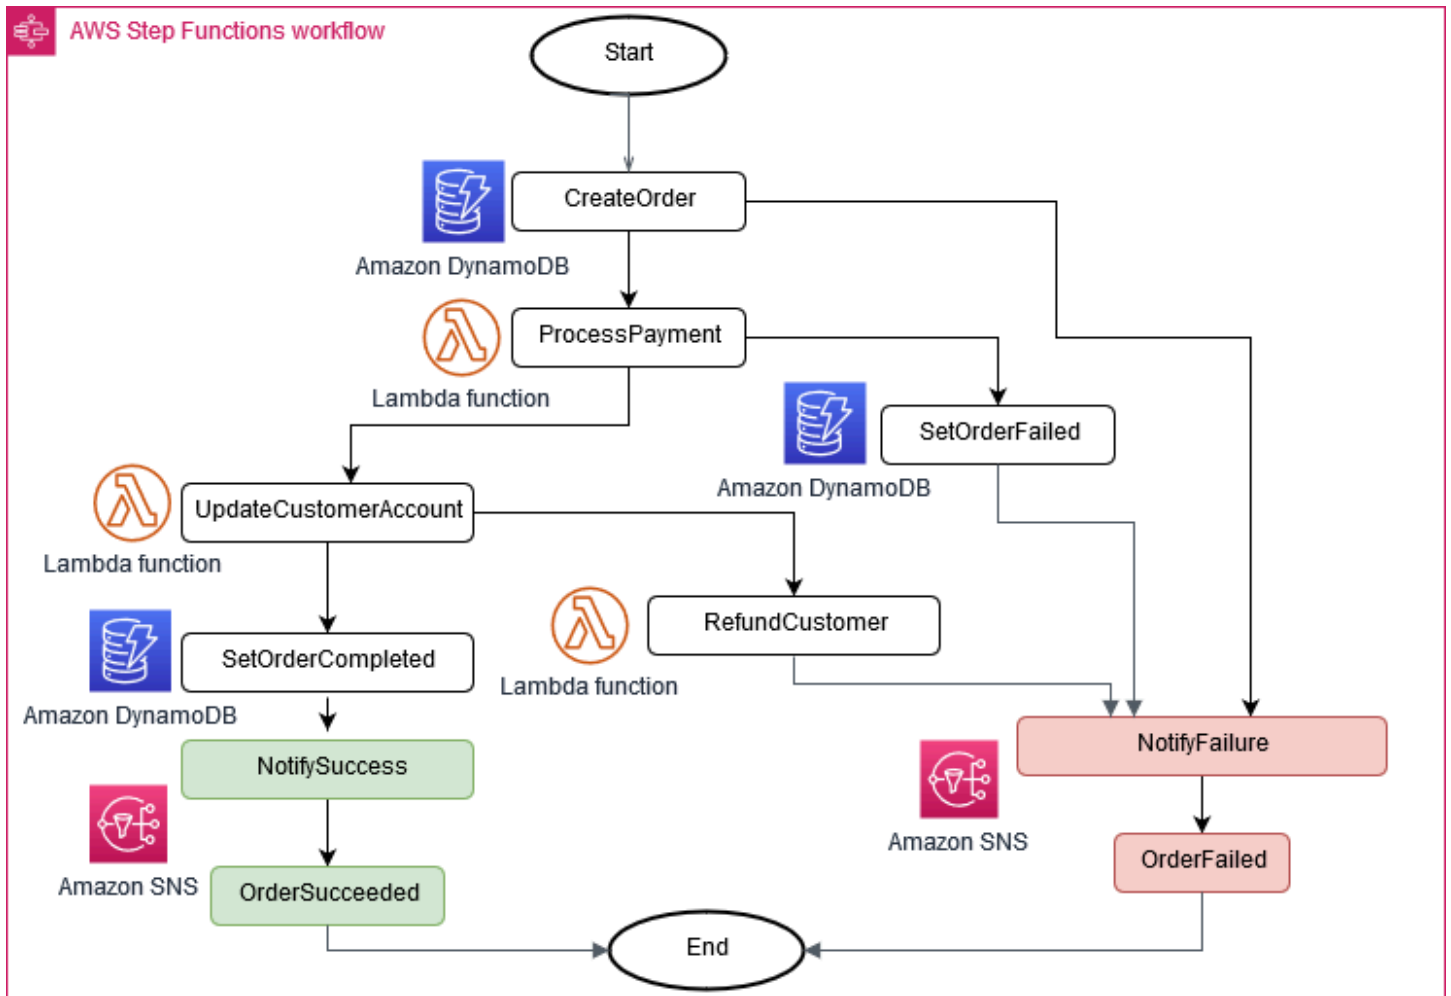 AWS Step Functions workflow
Start
CreateOrder
Amazon DynamoDB
ProcessPayment
Lambda function
SetOrderFailed
Amazon DynamoDB
UpdateCustomerAccount
Lambda function
RefundCustomer
Lambda function
SetOrderCompleted
Amazon DynamoDB
NotifyFailure
NotifySuccess
Amazon SNS
OrderFailed
Amazon SNS
OrderSucceeded
End